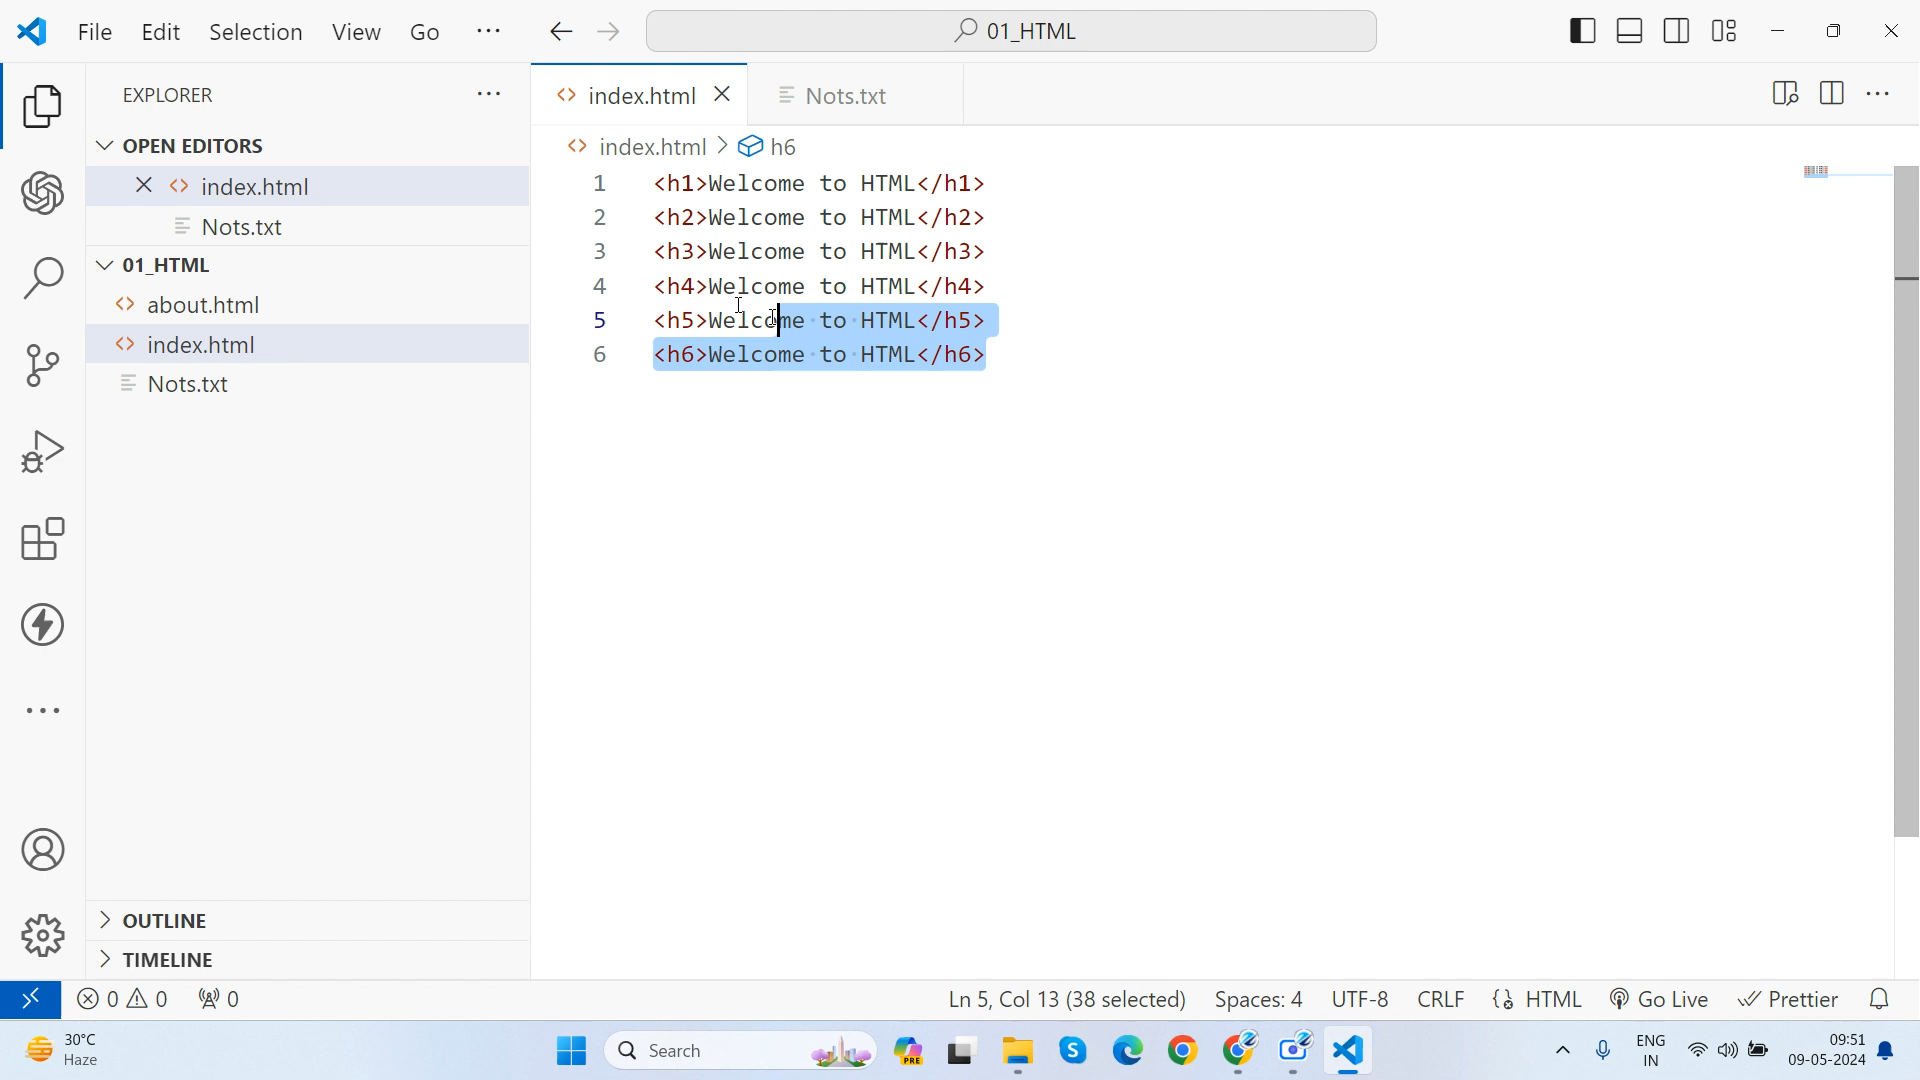 File Edit Selection View Go ··· 01_HTML
EXPLORER ···
OPEN EDITORS
index.html
Nots.txt
01_HTML
about.html
index.html
Nots.txt
OUTLINE
TIMELINE
index.html Nots.txt ···
index.html > h6
1 <h1>Welcome to HTML</h1>
2 <h2>Welcome to HTML</h2>
3 <h3>Welcome to HTML</h3>
4 <h4>Welcome to HTML</h4>
5 <h5>Welcome to HTML</h5>
6 <h6>Welcome to HTML</h6>
0 0 0 Ln 5, Col 13 (38 selected) Spaces: 4 UTF-8 CRLF HTML Go Live Prettier
30°C
Haze
Search
PRE
ENG
IN
09:51
09-05-2024